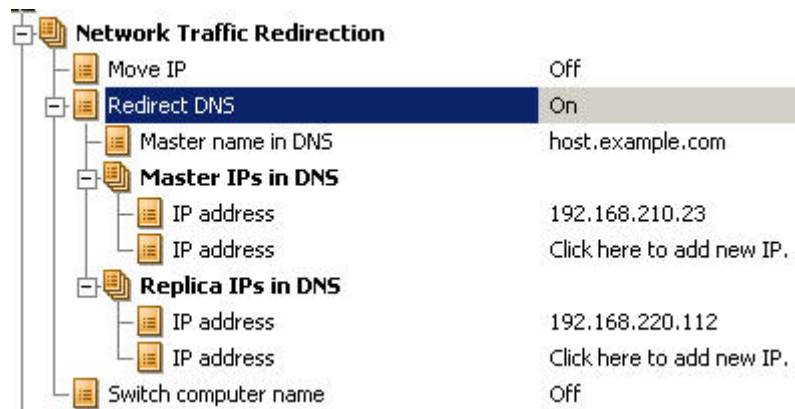 Network Traffic Redirection
Move IP Off
Redirect DNS On
Master name in DNS host.example.com
Master IPs in DNS
IP address 192.168.210.23
IP address Click here to add new IP.
Replica IPs in DNS
IP address 192.168.220.112
IP address Click here to add new IP.
Switch computer name Off